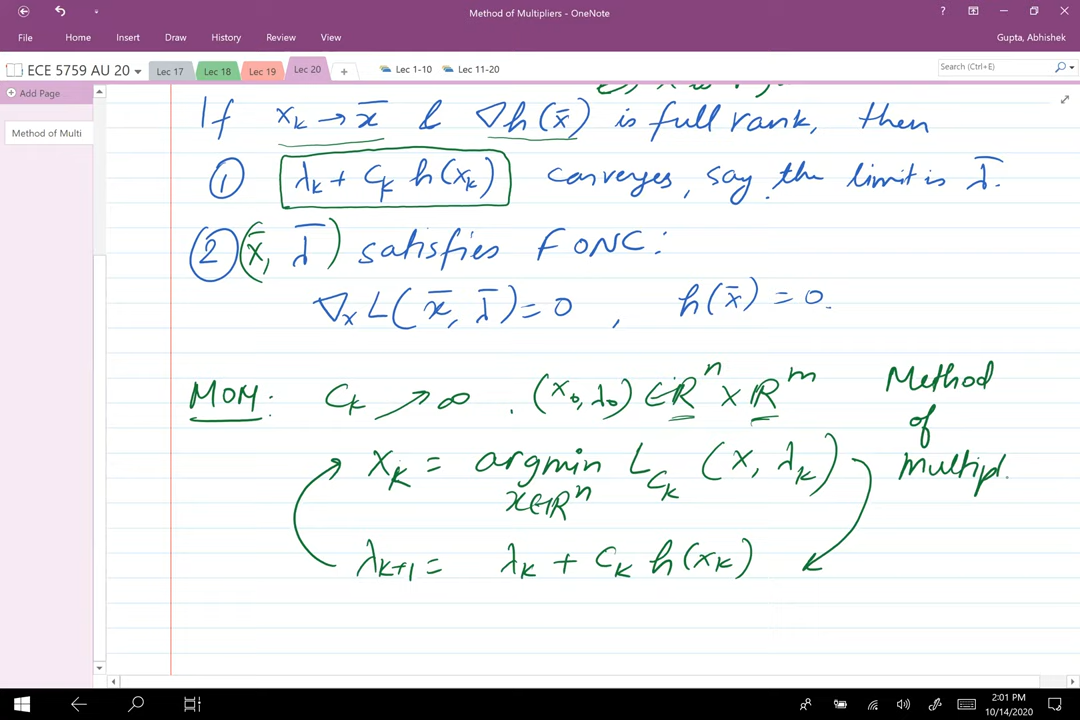 Method of Multipliers - OneNote
Gupta, Abhishek
File Home Insert Draw History Review View
ECE 5759 AU 20 Lec 17 Lec 18 Lec 19 Lec 20 + Lec 1-10 Lec 11-20 Search (Ctrl+E)
Add Page
Method of Multi
If x_k → x̄ & ∇h(x̄) is full rank, then
① λ_k + c_k h(x_k) converges, say the limit is λ̄.
② (x̄, λ̄) satisfies FONC:
∇_x L(x̄, λ̄) = 0 , h(x̄) = 0.
MOM: c_k ↗ ∞ . (x_0, λ_0) ∈ ℝ^n × ℝ^m Method
of
multipl.
x_k = argmin L_{c_k} (x, λ_k)
x∈ℝ^n
λ_{k+1} = λ_k + c_k h(x_k)
2:01 PM
10/14/2020